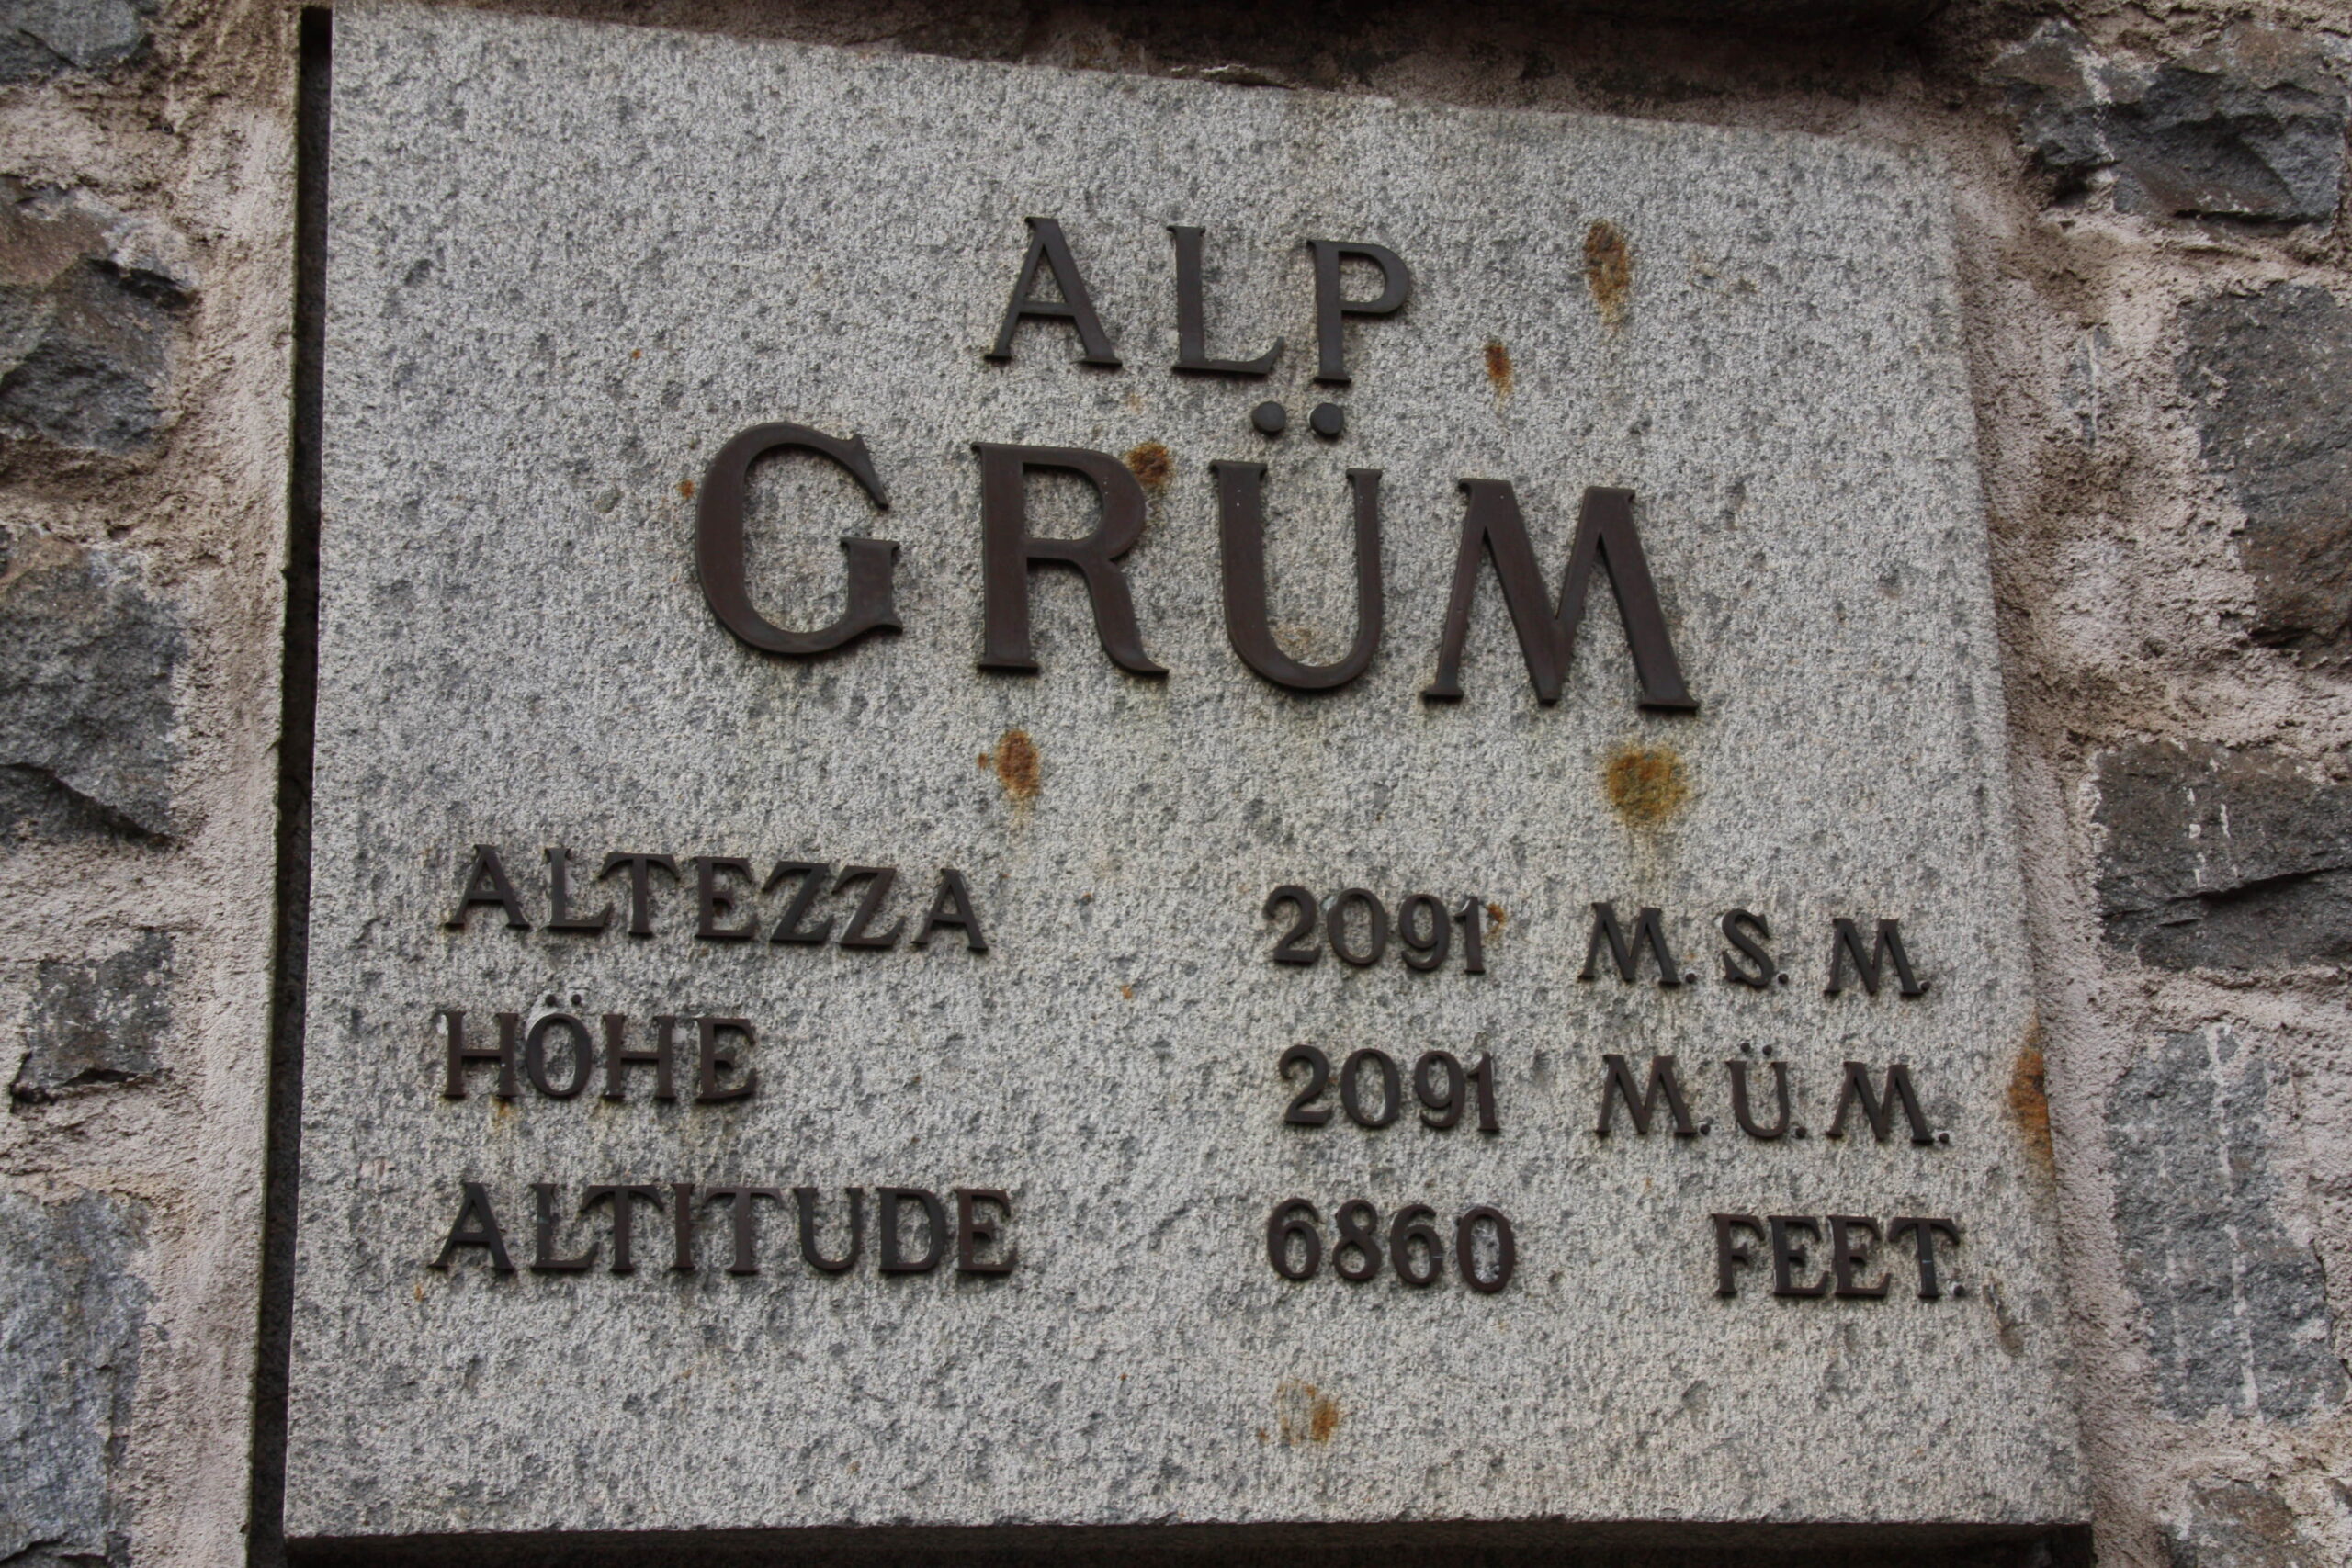 ALP
GRÜM
ALTEZZA 2091 M.S.M.
HÖHE 2091 M.Ü.M.
ALTITUDE 6860 FEET.